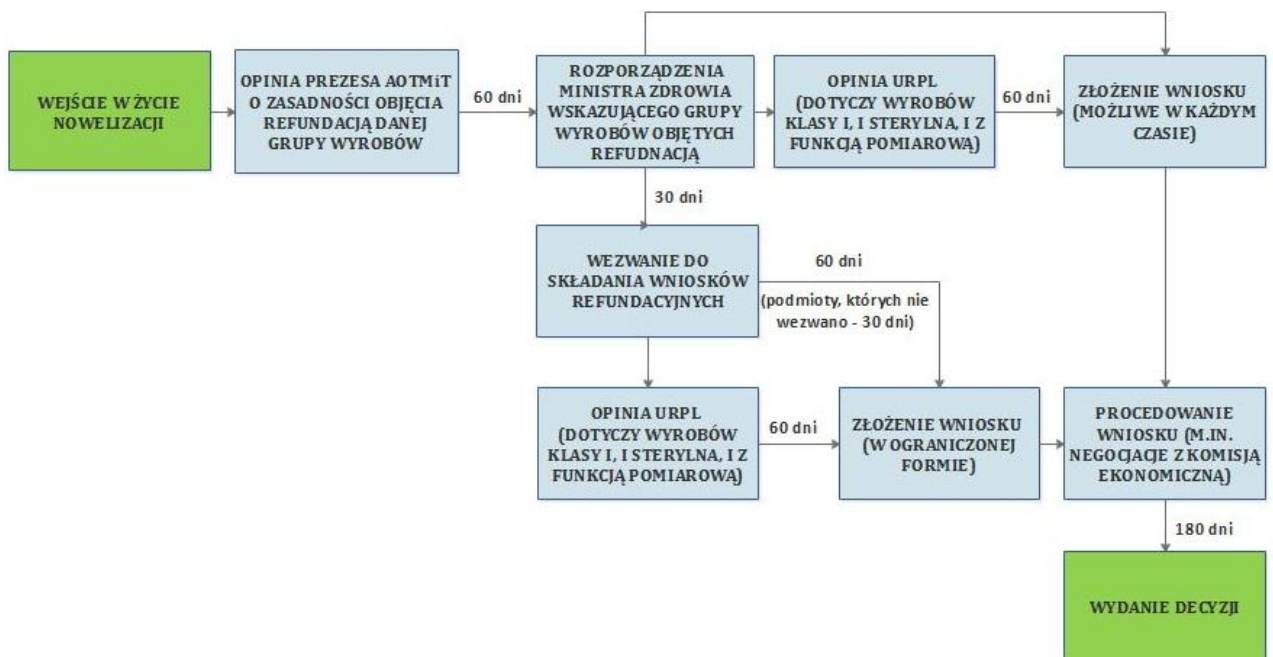 WEJŚCIE W ŻYCIE
NOWELIZACJI
OPINIA PREZESA AOTMiT
O ZASADNOŚCI OBJĘCIA
REFUNDACJĄ DANEJ
GRUPY WYROBÓW
60 dni
ROZPORZĄDZENIA
MINISTRA ZDROWIA
WSKAZUJĄCEGO GRUPY
WYROBÓW OBJĘTYCH
REFUDNACJĄ
OPINIA URPL
(DOTYCZY WYROBÓW
KLASY I, I STERYLNA, I Z
FUNKCJĄ POMIAROWĄ)
60 dni
ZŁOŻENIE WNIOSKU
(MOŻLIWE W KAŻDYM
CZASIE)
30 dni
WEZWANIE DO
SKŁADANIA WNIOSKÓW
REFUNDACYJNYCH
60 dni
(podmioty, których nie
wezwano - 30 dni)
OPINIA URPL
(DOTYCZY WYROBÓW
KLASY I, I STERYLNA, I Z
FUNKCJĄ POMIAROWĄ)
60 dni
ZŁOŻENIE WNIOSKU
(W OGRANICZONEJ
FORMIE)
PROCEDOWANIE
WNIOSKU (M.IN.
NEGOCJACJE Z KOMISJĄ
EKONOMICZNĄ)
180 dni
WYDANIE DECYZJI